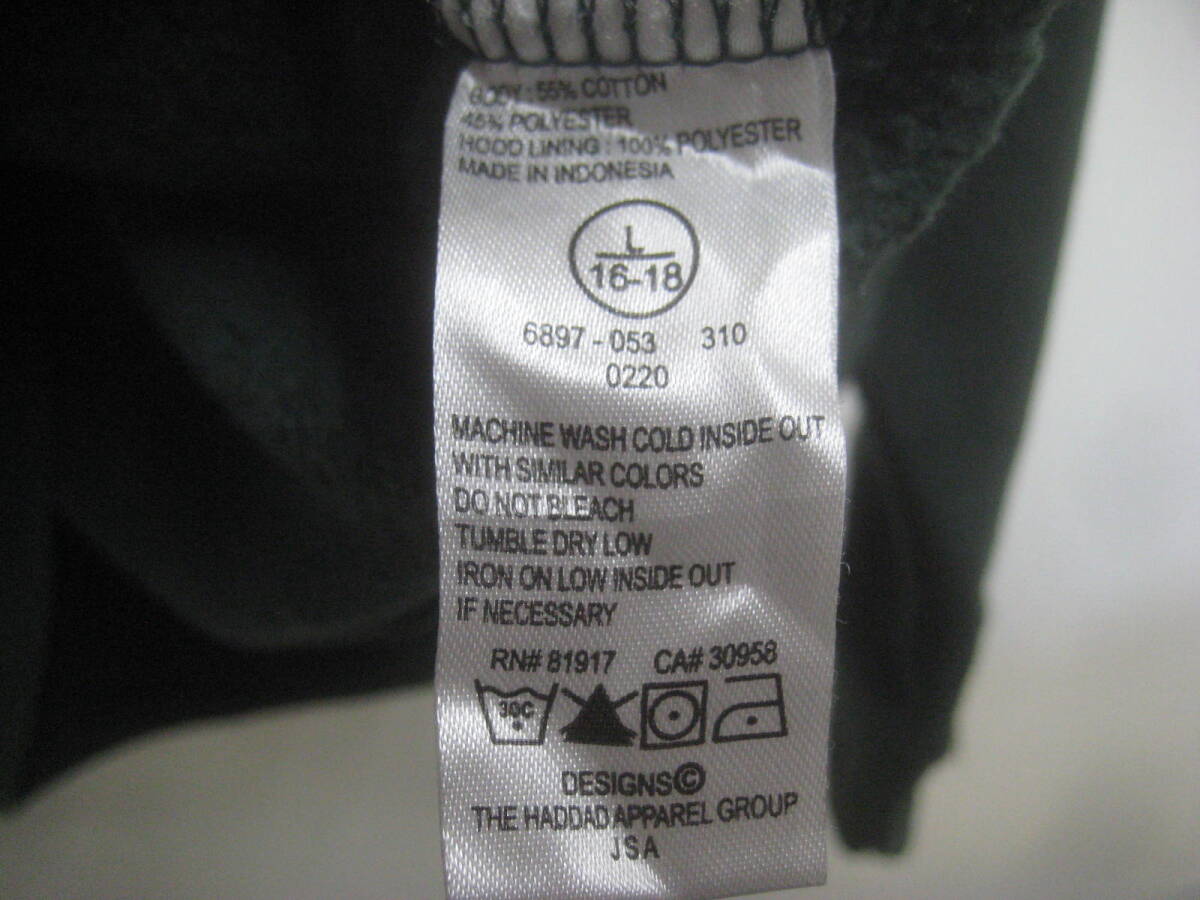 BODY : 55% COTTON
45% POLYESTER
HOOD LINING : 100% POLYESTER
MADE IN INDONESIA
L
16-18
6897 - 053 310
0220
MACHINE WASH COLD INSIDE OUT
WITH SIMILAR COLORS
DO NOT BLEACH
TUMBLE DRY LOW
IRON ON LOW INSIDE OUT
IF NECESSARY
RN# 81917 CA# 30958
30C
DESIGNS©
THE HADDAD APPAREL GROUP
JSA